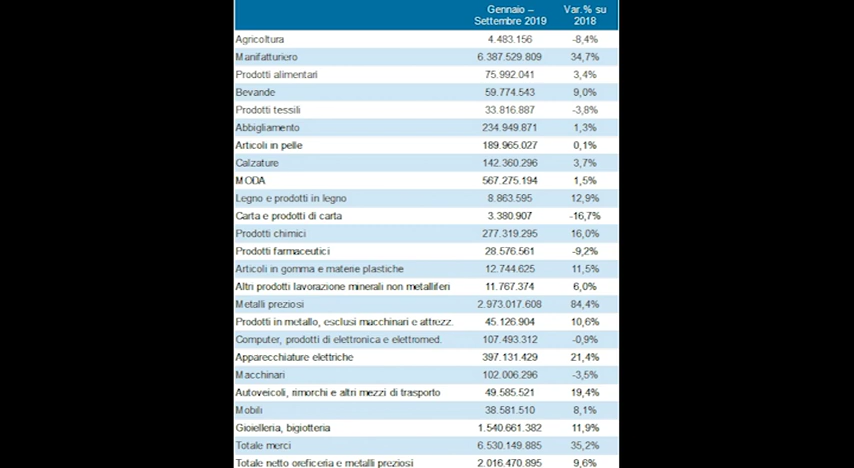 Gennaio – Var.% su
Settembre 2019 2018
Agricoltura 4.483.156 -8,4%
Manifatturiero 6.387.529.809 34,7%
Prodotti alimentari 75.992.041 3,4%
Bevande 59.774.543 9,0%
Prodotti tessili 33.816.887 -3,8%
Abbigliamento 234.949.871 1,3%
Articoli in pelle 189.965.027 0,1%
Calzature 142.360.296 3,7%
MODA 567.275.194 1,5%
Legno e prodotti in legno 8.863.595 12,9%
Carta e prodotti di carta 3.380.907 -16,7%
Prodotti chimici 277.319.295 16,0%
Prodotti farmaceutici 28.576.561 -9,2%
Articoli in gomma e materie plastiche 12.744.625 11,5%
Altri prodotti lavorazione minerali non metalliferi 11.767.374 6,0%
Metalli preziosi 2.973.017.608 84,4%
Prodotti in metallo, esclusi macchinari e attrezz. 45.126.904 10,6%
Computer, prodotti di elettronica e elettromed. 107.493.312 -0,9%
Apparecchiature elettriche 397.131.429 21,4%
Macchinari 102.006.296 -3,5%
Autoveicoli, rimorchi e altri mezzi di trasporto 49.585.521 19,4%
Mobili 38.581.510 8,1%
Gioielleria, bigiotteria 1.540.661.382 11,9%
Totale merci 6.530.149.885 35,2%
Totale netto oreficeria e metalli preziosi 2.016.470.895 9,6%